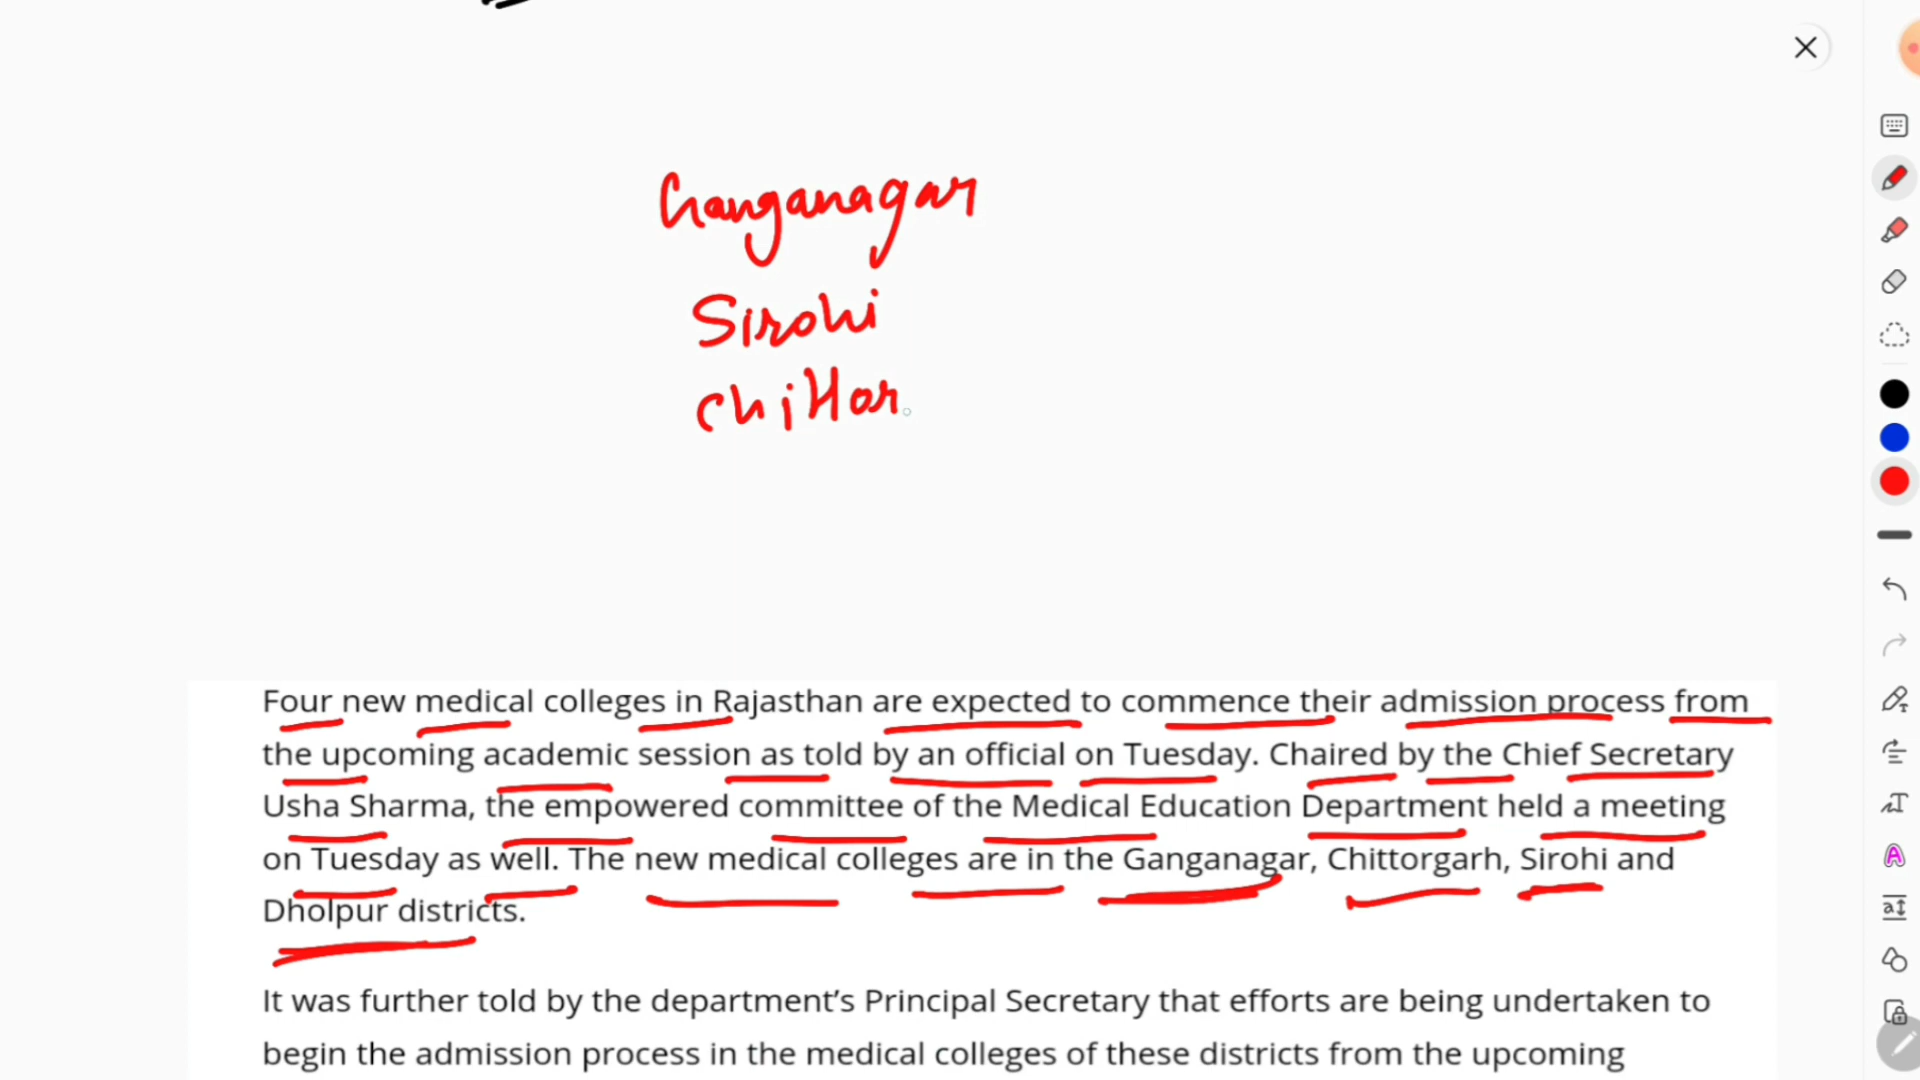 Ganganagar
Sirohi
Chittor
Four new medical colleges in Rajasthan are expected to commence their admission process from
the upcoming academic session as told by an official on Tuesday. Chaired by the Chief Secretary
Usha Sharma, the empowered committee of the Medical Education Department held a meeting
on Tuesday as well. The new medical colleges are in the Ganganagar, Chittorgarh, Sirohi and
Dholpur districts.
It was further told by the department’s Principal Secretary that efforts are being undertaken to
begin the admission process in the medical colleges of these districts from the upcoming